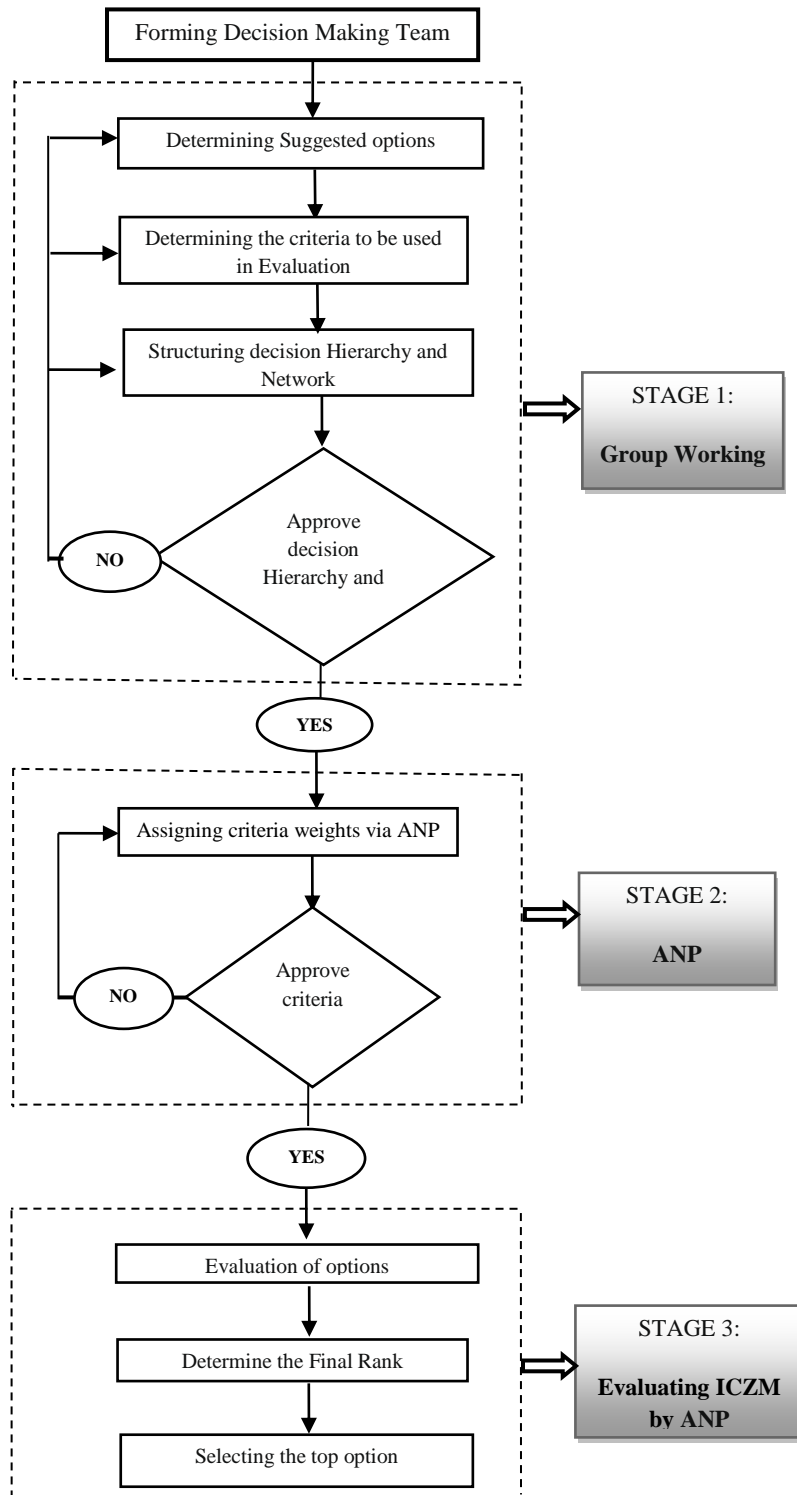 Forming Decision Making Team
Determining Suggested options
Determining the criteria to be used
in Evaluation
Structuring decision Hierarchy and
Network
STAGE 1:
Group Working
Approve
decision
Hierarchy and
NO
YES
Assigning criteria weights via ANP
STAGE 2:
ANP
Approve
criteria
NO
YES
Evaluation of options
Determine the Final Rank
STAGE 3:
Evaluating ICZM
by ANP
Selecting the top option